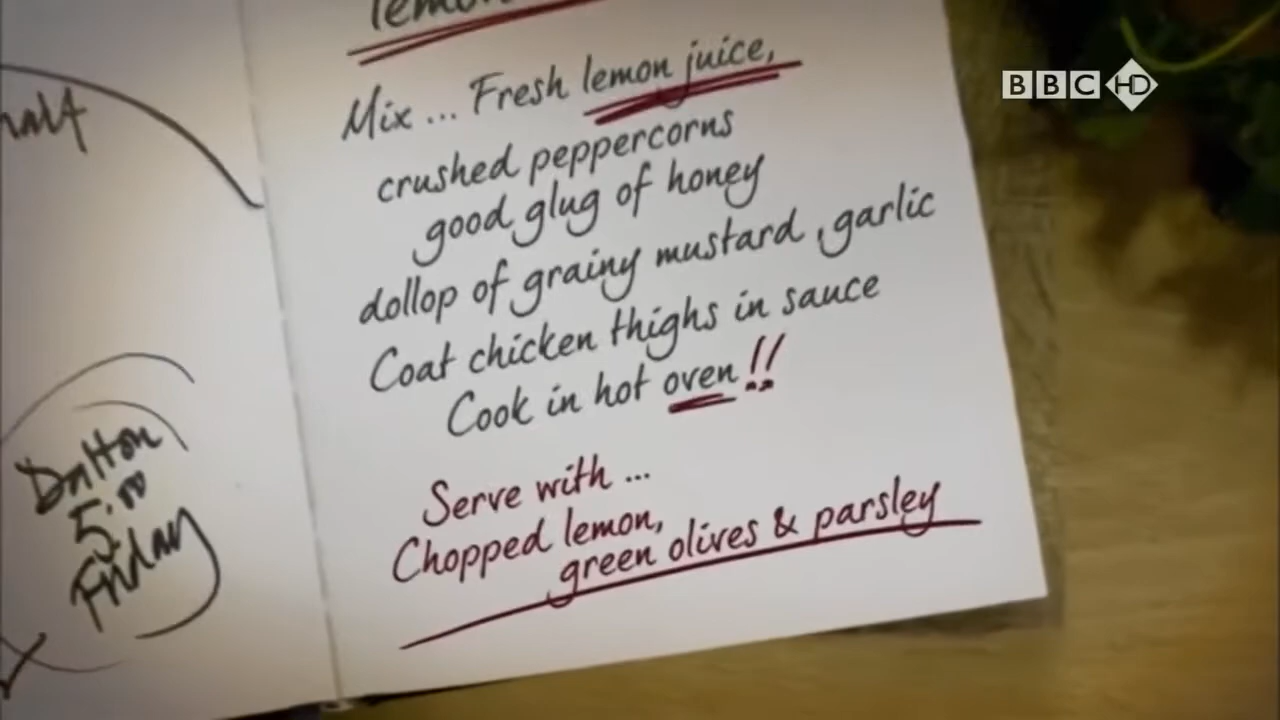 Mix ... Fresh lemon juice,
crushed peppercorns
good glug of honey
dollop of grainy mustard, garlic
Coat chicken thighs in sauce
Cook in hot oven!!
Serve with ...
Chopped lemon,
green olives & parsley
half
Dalton
5:00
Friday
BBC HD